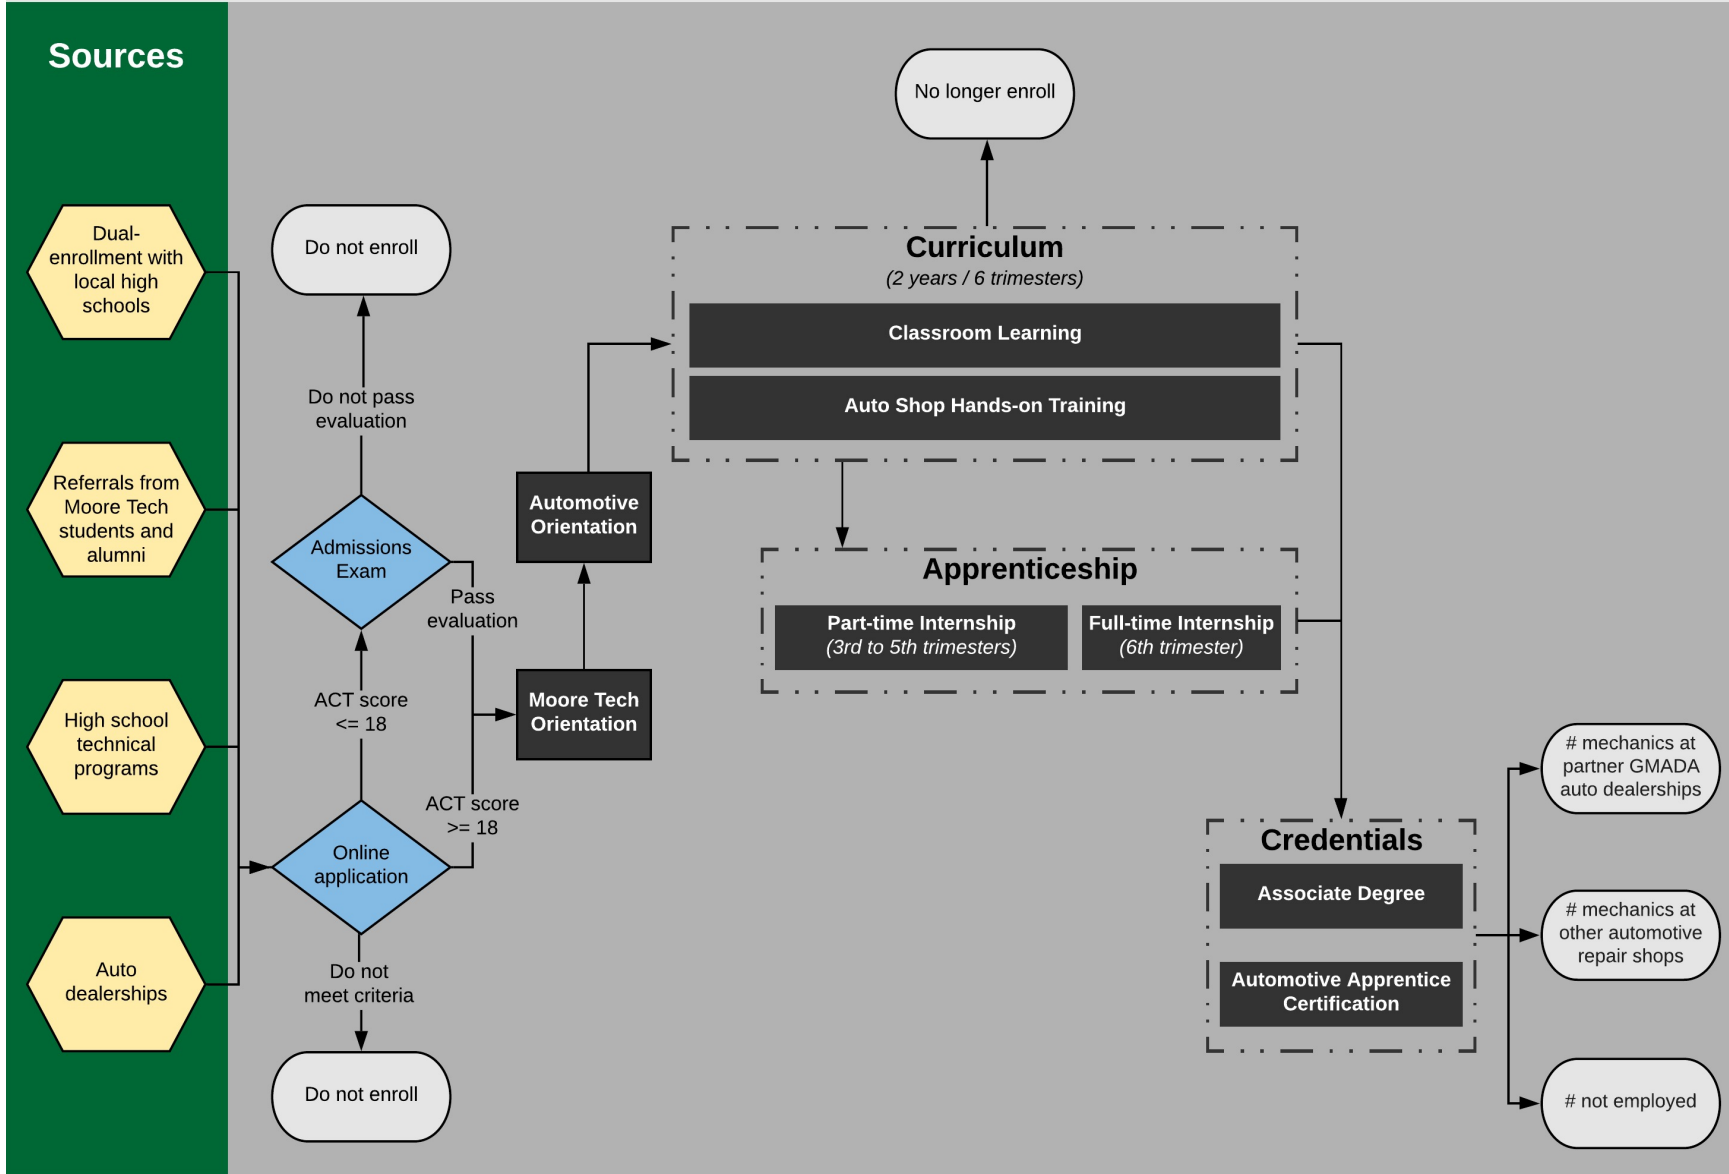 Sources
Dual-
enrollment with
local high
schools
Referrals from
Moore Tech
students and
alumni
High school
technical
programs
Auto
dealerships
Do not enroll
Do not pass
evaluation
Admissions
Exam
Pass
evaluation
ACT score
<= 18
ACT score
>= 18
Online
application
Do not
meet criteria
Do not enroll
Automotive
Orientation
Moore Tech
Orientation
No longer enroll
Curriculum
(2 years / 6 trimesters)
Classroom Learning
Auto Shop Hands-on Training
Apprenticeship
Part-time Internship
(3rd to 5th trimesters)
Full-time Internship
(6th trimester)
Credentials
Associate Degree
Automotive Apprentice
Certification
# mechanics at
partner GMADA
auto dealerships
# mechanics at
other automotive
repair shops
# not employed